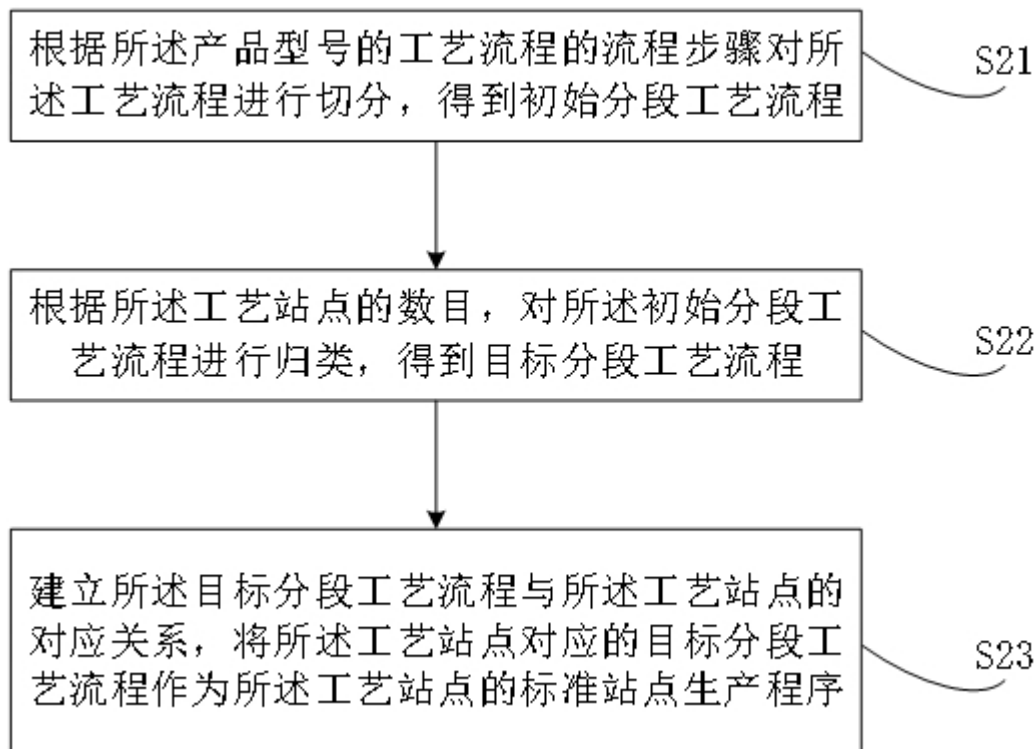 根据所述产品型号的工艺流程的流程步骤对所
述工艺流程进行切分，得到初始分段工艺流程
S21
根据所述工艺站点的数目，对所述初始分段工
艺流程进行归类，得到目标分段工艺流程
S22
建立所述目标分段工艺流程与所述工艺站点的
对应关系，将所述工艺站点对应的目标分段工
艺流程作为所述工艺站点的标准站点生产程序
S23